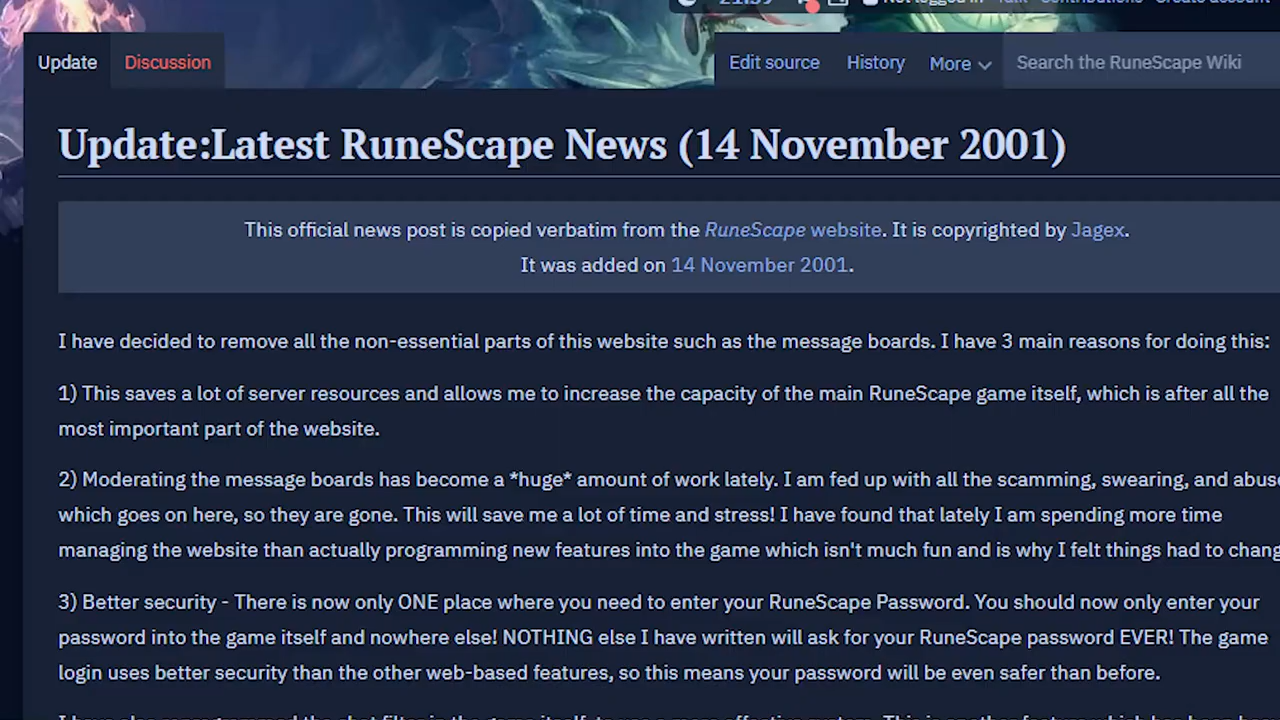 Update
Discussion
Edit source
History
More
Search the RuneScape Wiki
Update:Latest RuneScape News (14 November 2001)
This official news post is copied verbatim from the RuneScape website. It is copyrighted by Jagex.
It was added on 14 November 2001.
I have decided to remove all the non-essential parts of this website such as the message boards. I have 3 main reasons for doing this:
1) This saves a lot of server resources and allows me to increase the capacity of the main RuneScape game itself, which is after all the
most important part of the website.
2) Moderating the message boards has become a *huge* amount of work lately. I am fed up with all the scamming, swearing, and abuse
which goes on here, so they are gone. This will save me a lot of time and stress! I have found that lately I am spending more time
managing the website than actually programming new features into the game which isn't much fun and is why I felt things had to chang
3) Better security - There is now only ONE place where you need to enter your RuneScape Password. You should now only enter your
password into the game itself and nowhere else! NOTHING else I have written will ask for your RuneScape password EVER! The game
login uses better security than the other web-based features, so this means your password will be even safer than before.